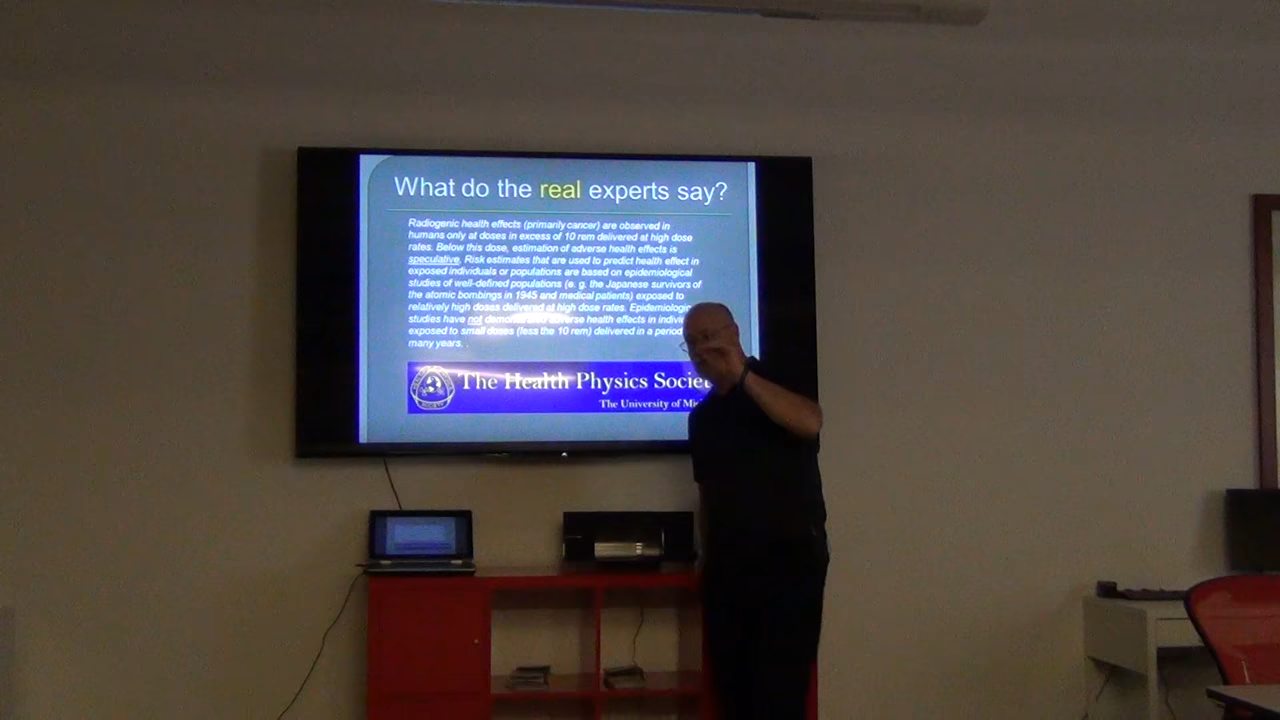 What do the real experts say?
Radiogenic health effects (primarily cancer) are observed in
humans only at doses in excess of 10 rem delivered at high dose
rates. Below this dose, estimation of adverse health effects is
speculative. Risk estimates that are used to predict health effect in
exposed individuals or populations are based on epidemiological
studies of well-defined populations (e. g. the Japanese survivors of
the atomic bombings in 1945 and medical patients) exposed to
relatively high doses delivered at high dose rates. Epidemiologic
studies have not adverse health effects in
exposed to small doses (less the 10 rem) delivered in a period
many years. .
The Health Physics
SOCIETY
The University of